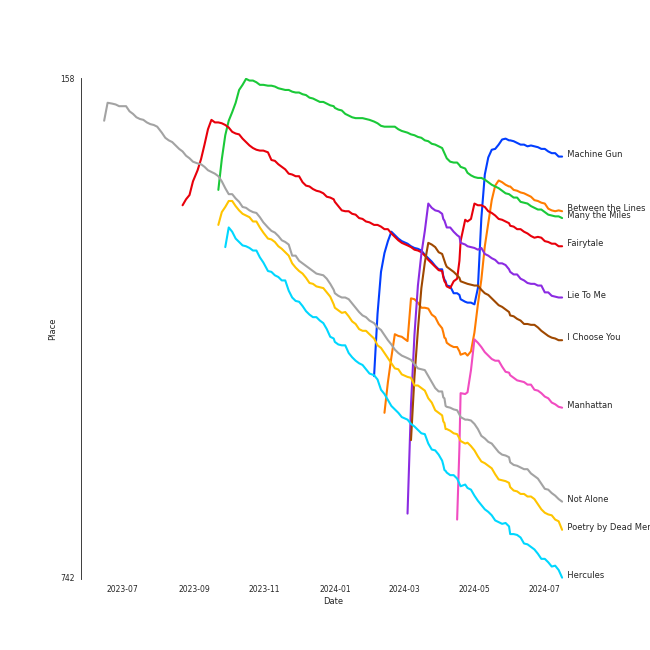 158
Machine Gun
Between the Lines
Many the Miles
Fairytale
Lie To Me
Place
I Choose You
Manhattan
Not Alone
Poetry by Dead Mer
Hercules
742
2023-07 2023-09 2023-11 2024-01 2024-03 2024-05 2024-07
Date